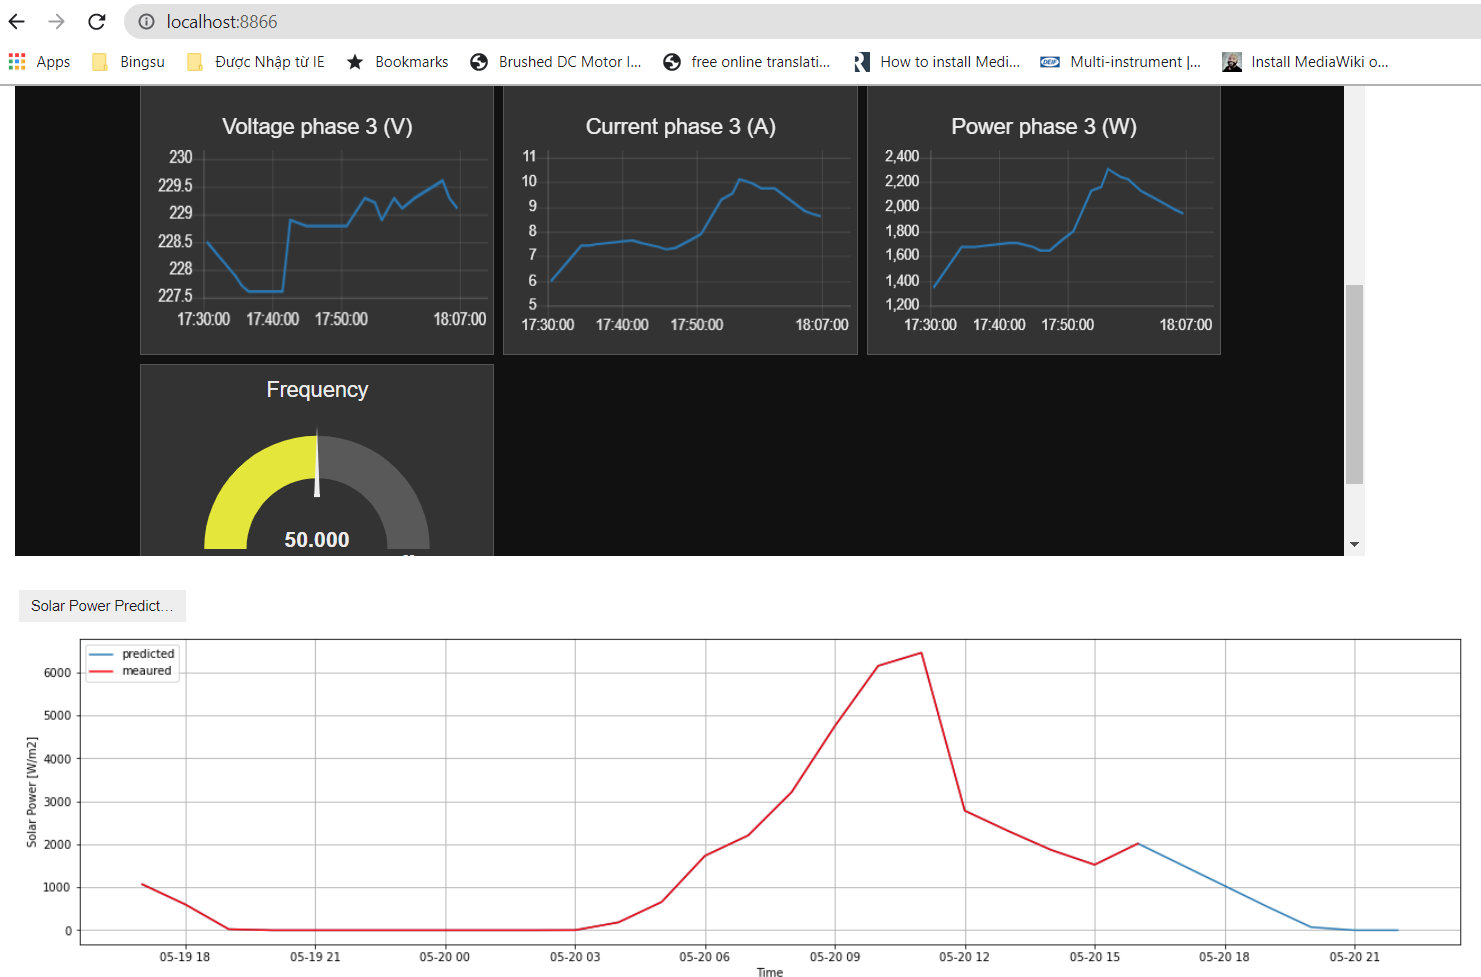 localhost:8866
Apps Bingsu Được Nhập từ IE Bookmarks Brushed DC Motor I... free online translati... How to install Medi... Multi-instrument |... Install MediaWiki o...
Voltage phase 3 (V)
230
229.5
229
228.5
228
227.5
17:30:00 17:40:00 17:50:00 18:07:00
Current phase 3 (A)
11
10
9
8
7
6
5
17:30:00 17:40:00 17:50:00 18:07:00
Power phase 3 (W)
2,400
2,200
2,000
1,800
1,600
1,400
1,200
17:30:00 17:40:00 17:50:00 18:07:00
Frequency
50.000
Solar Power Predict...
predicted
meaured
Solar Power [W/m2]
6000
5000
4000
3000
2000
1000
0
05-19 18 05-19 21 05-20 00 05-20 03 05-20 06 05-20 09 05-20 12 05-20 15 05-20 18 05-20 21
Time